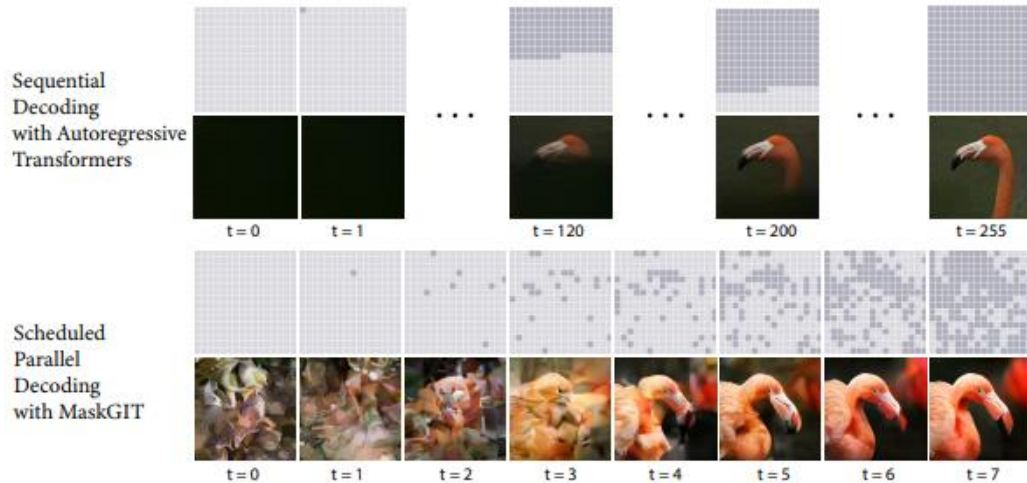 Sequential
Decoding
with Autoregressive
Transformers
• • •
• • •
• • •
t = 0
t = 1
t = 120
t = 200
t = 255
Scheduled
Parallel
Decoding
with MaskGIT
t = 0
t = 1
t = 2
t = 3
t = 4
t = 5
t = 6
t = 7